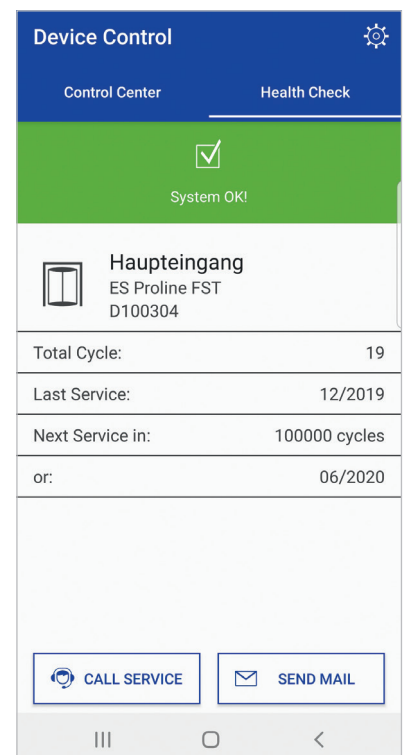 Device Control
Control Center Health Check
System OK!
Haupteingang
ES Proline FST
D100304
Total Cycle: 19
Last Service: 12/2019
Next Service in: 100000 cycles
or: 06/2020
CALL SERVICE SEND MAIL